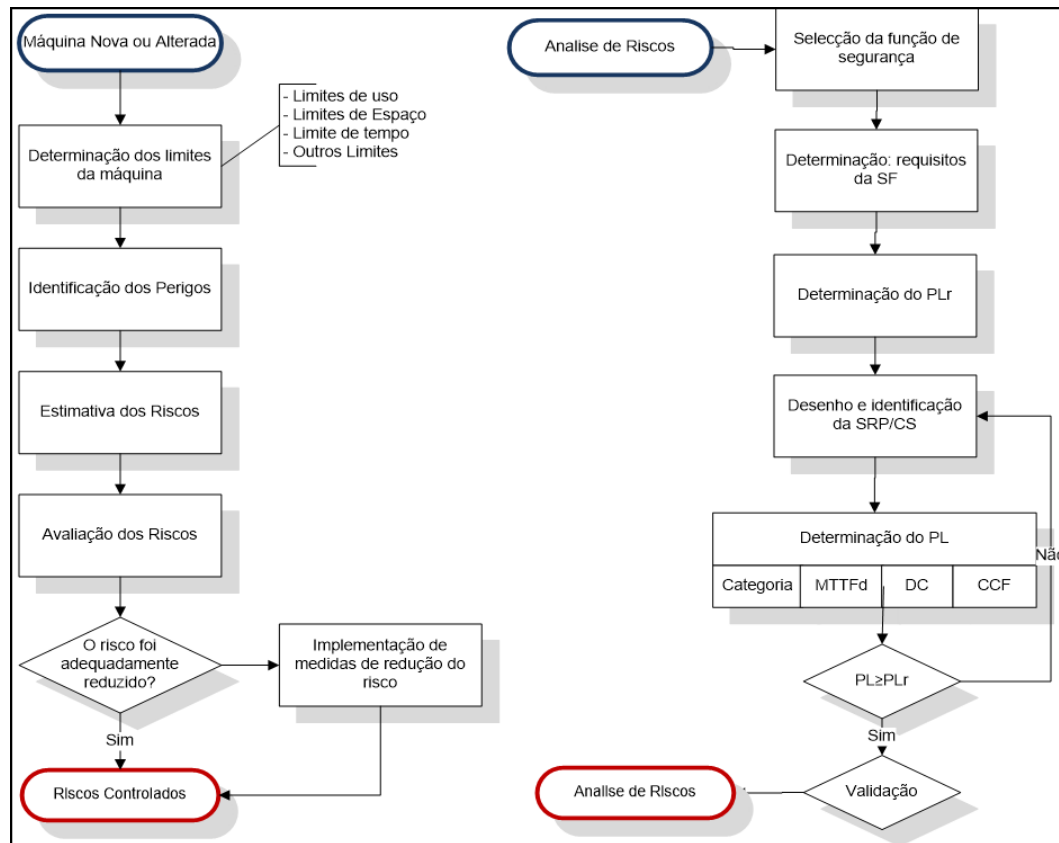 Máquina Nova ou Alterada
- Limites de uso
- Limites de Espaço
- Limite de tempo
- Outros Limites
Determinação dos limites
da máquina
Identificação dos Perigos
Estimativa dos Riscos
Avaliação dos Riscos
O risco foi
adequadamente
reduzido?
Implementação de
medidas de redução do
risco
Sim
Riscos Controlados
Analise de Riscos
Selecção da função de
segurança
Determinação: requisitos
da SF
Determinação do PLr
Desenho e identificação
da SRP/CS
Determinação do PL
Categoria
MTTFd
DC
CCF
Não
PL≥PLr
Sim
Validação
Analise de Riscos